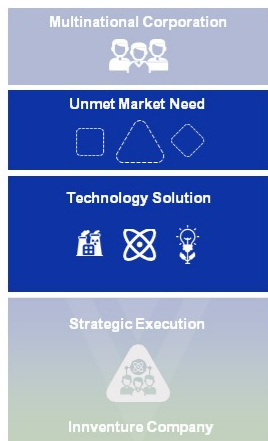 Multinational Corporation
Unmet Market Need
Technology Solution
Strategic Execution
Innventure Company